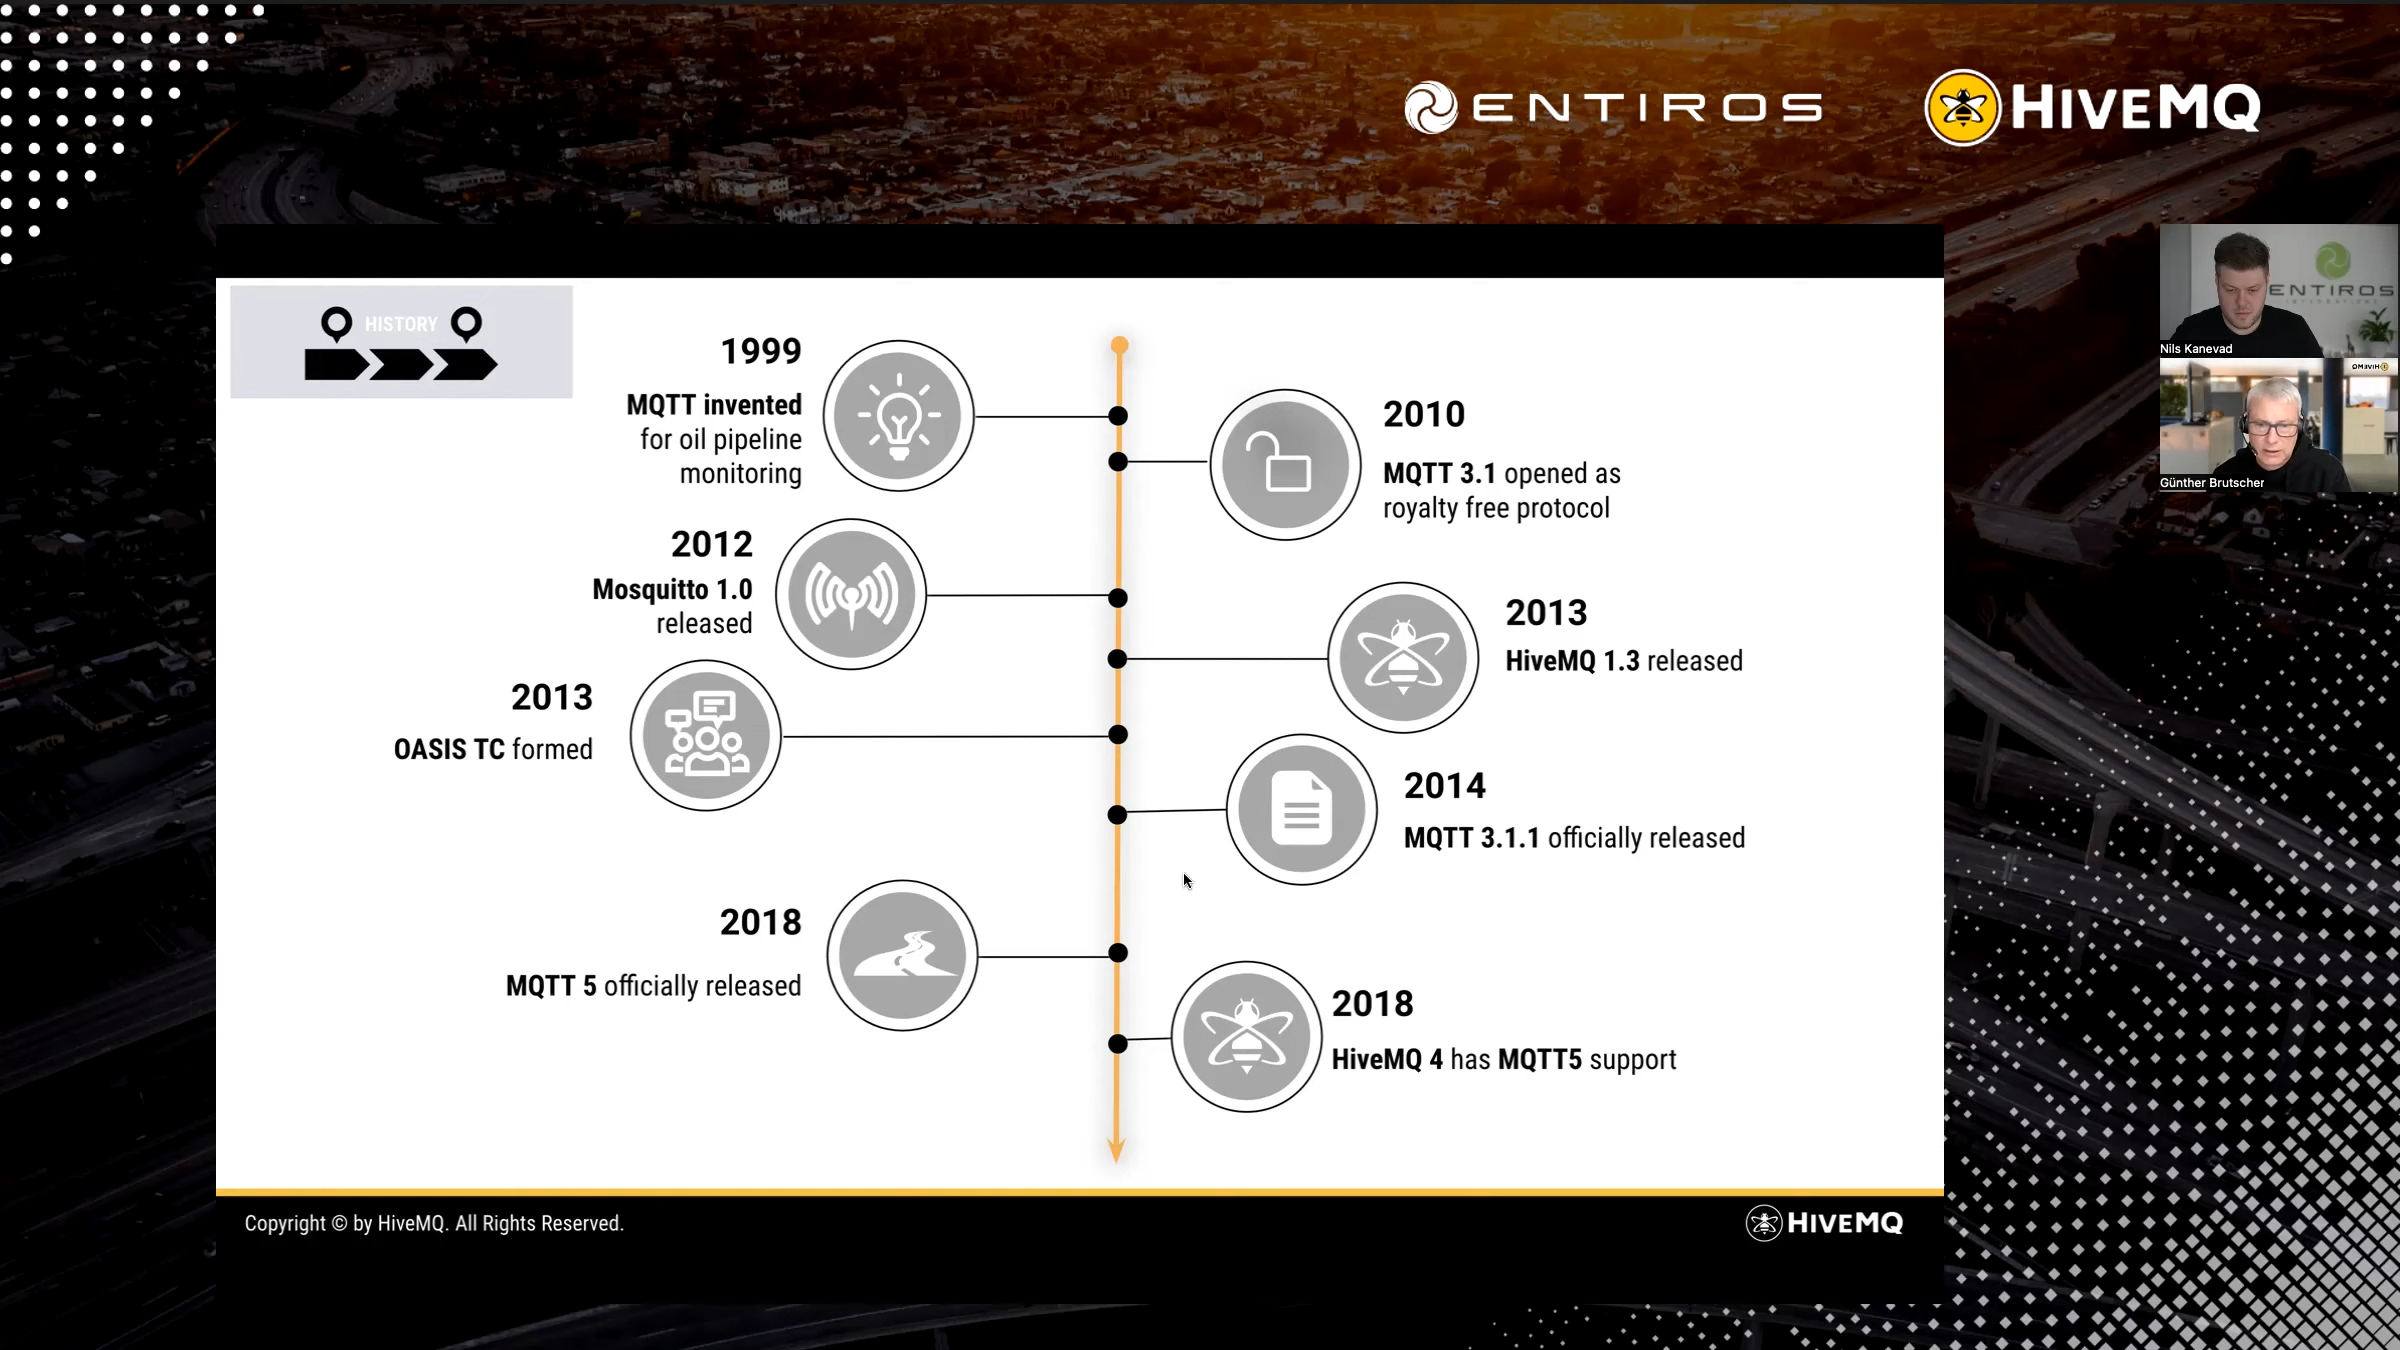 ENTIROS
HIVEMQ
HISTORY
1999
MQTT invented
for oil pipeline
monitoring
2010
MQTT 3.1 opened as
royalty free protocol
2012
Mosquitto 1.0
released
2013
HiveMQ 1.3 released
2013
OASIS TC formed
2014
MQTT 3.1.1 officially released
2018
MQTT 5 officially released
2018
HiveMQ 4 has MQTT5 support
Copyright © by HiveMQ. All Rights Reserved.
HIVEMQ
ENTIROS
Nils Kanevad
HIVEMQ
Günther Brutscher